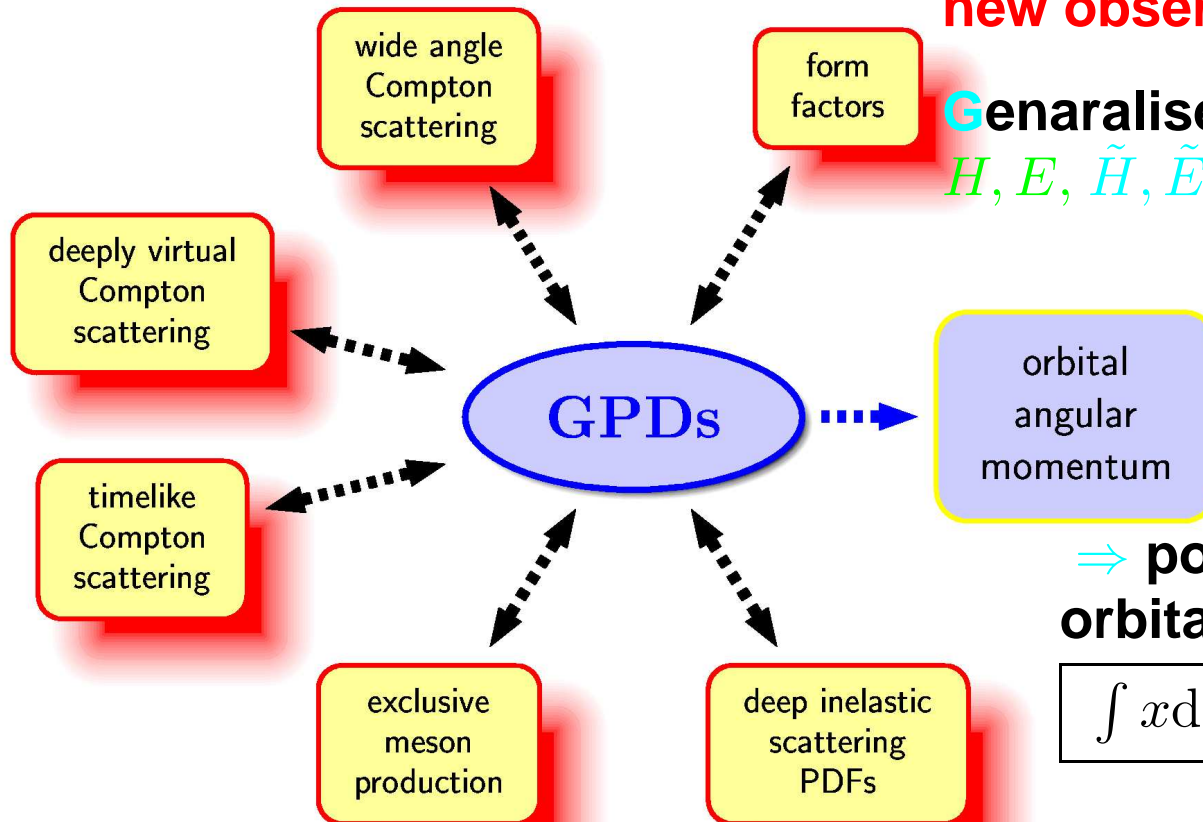 new obser
wide angle
Compton
scattering
form
factors
Genaralise
H, E, H̃, Ẽ
deeply virtual
Compton
scattering
GPDs
orbital
angular
momentum
timelike
Compton
scattering
⇒ po
orbita
exclusive
meson
production
deep inelastic
scattering
PDFs
∫ xd